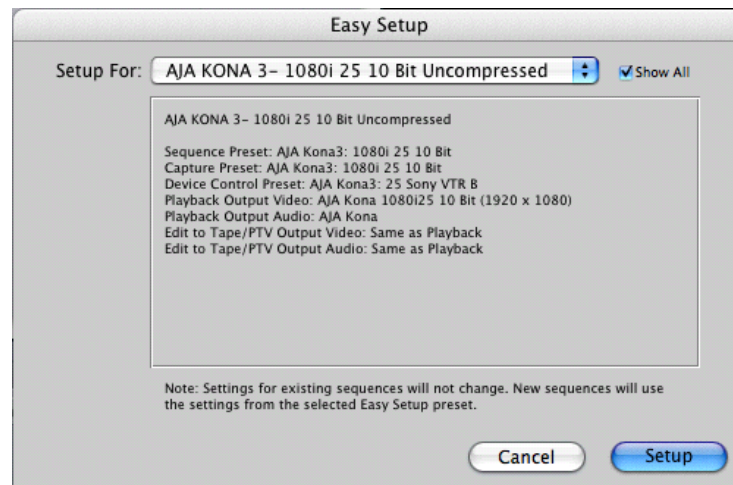 Easy Setup
Setup For: AJA KONA 3– 1080i 25 10 Bit Uncompressed Show All
AJA KONA 3– 1080i 25 10 Bit Uncompressed
Sequence Preset: AJA Kona3: 1080i 25 10 Bit
Capture Preset: AJA Kona3: 1080i 25 10 Bit
Device Control Preset: AJA Kona3: 25 Sony VTR B
Playback Output Video: AJA Kona 1080i25 10 Bit (1920 x 1080)
Playback Output Audio: AJA Kona
Edit to Tape/PTV Output Video: Same as Playback
Edit to Tape/PTV Output Audio: Same as Playback
Note: Settings for existing sequences will not change. New sequences will use
the settings from the selected Easy Setup preset.
Cancel Setup